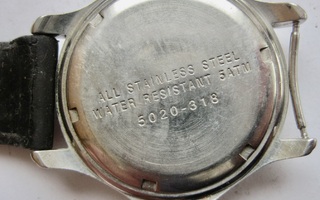 ALL STAINLESS STEEL
WATER RESISTANT 5ATM
5020-318